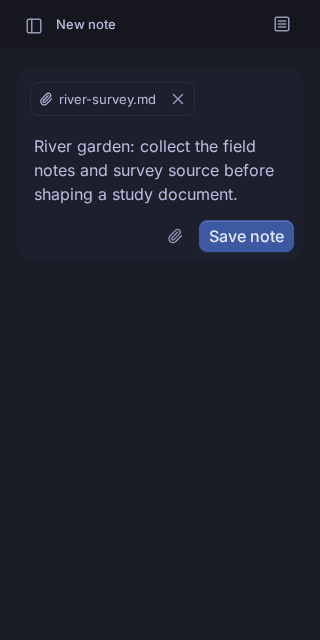 New note
river-survey.md
River garden: collect the field
notes and survey source before
shaping a study document.
Save note